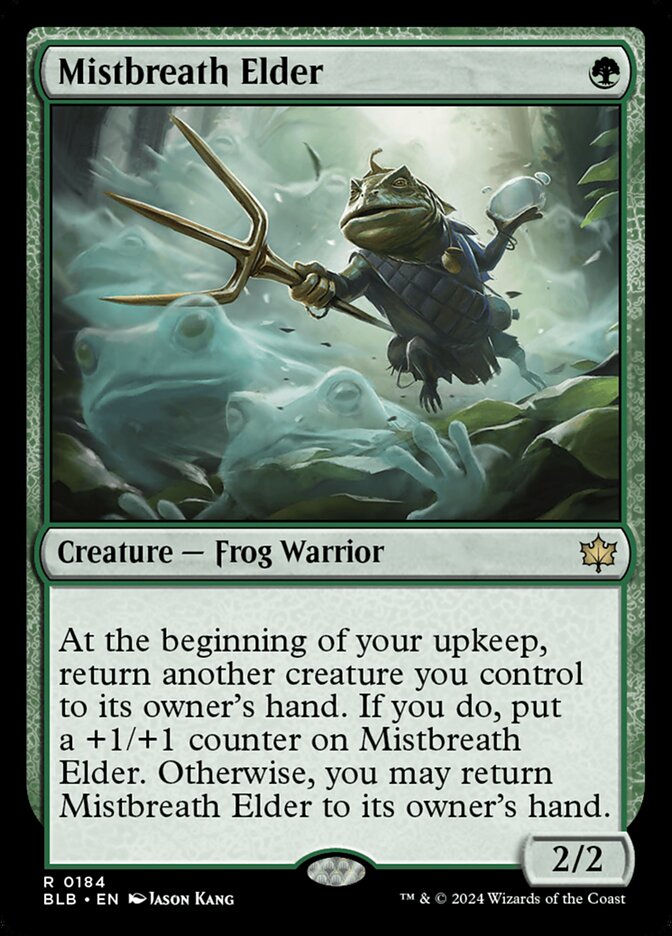 Mistbreath Elder
Creature — Frog Warrior
At the beginning of your upkeep,
return another creature you control
to its owner's hand. If you do, put
a +1/+1 counter on Mistbreath
Elder. Otherwise, you may return
Mistbreath Elder to its owner's hand.
2/2
R 0184
BLB • EN Jason Kang
™ & © 2024 Wizards of the Coast